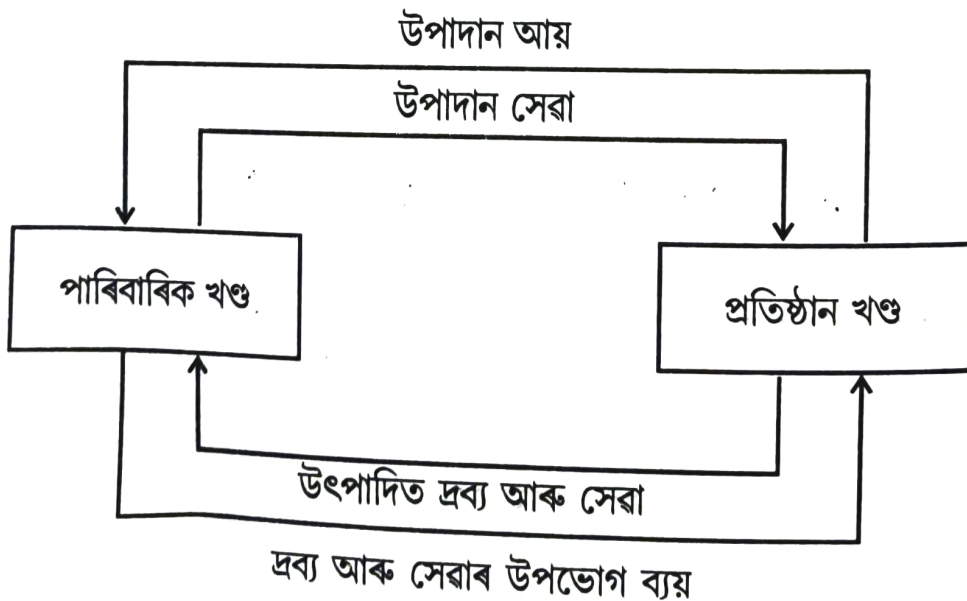 উপাদান আয়
উপাদান সেৱা
পাৰিবাৰিক খণ্ড
প্ৰতিষ্ঠান খণ্ড
উৎপাদিত দ্ৰব্য আৰু সেৱা
দ্ৰব্য আৰু সেৱাৰ উপভোগ ব্যয়